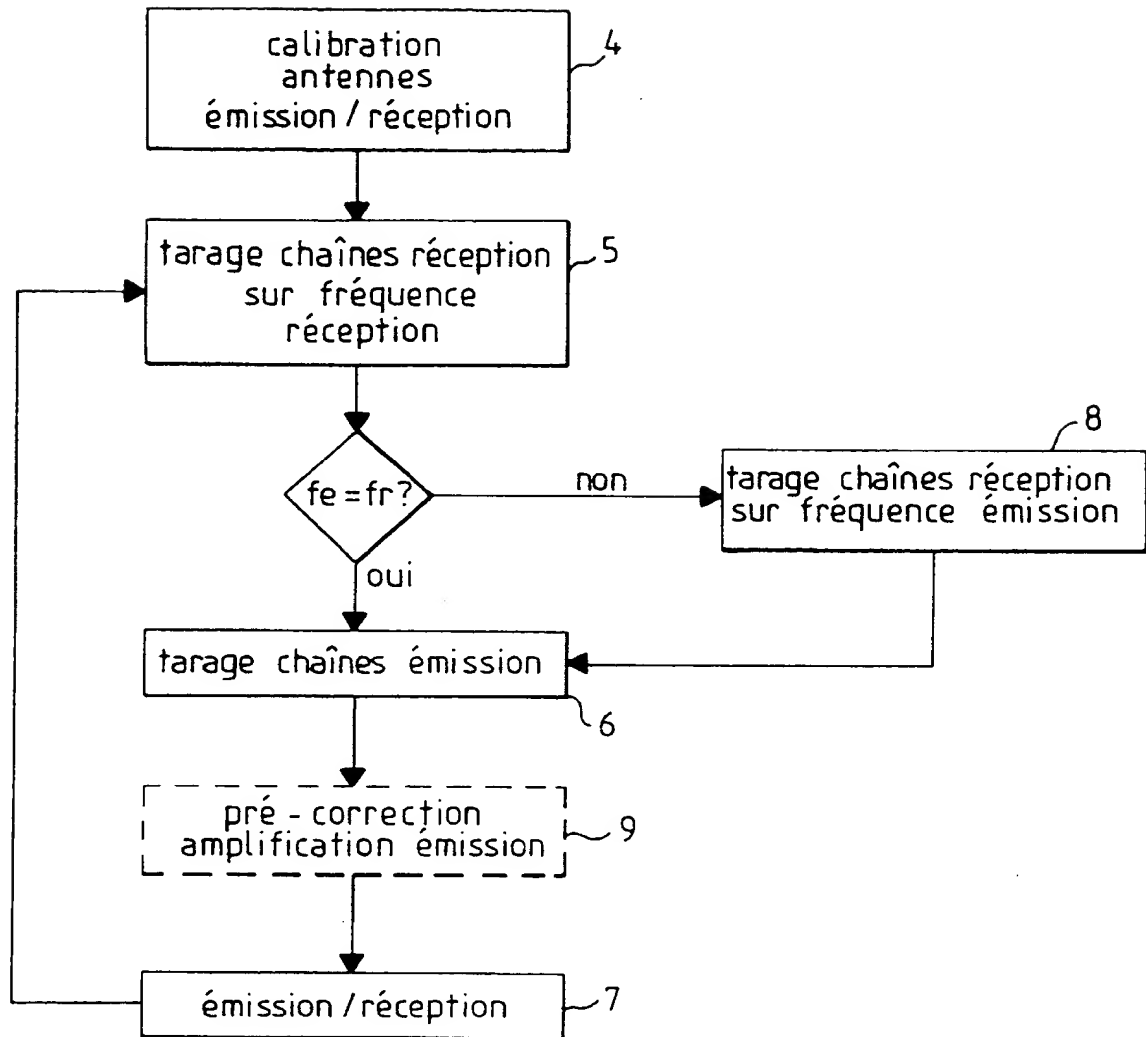 calibration
antennes
émission / réception
4
tarage chaînes réception
sur fréquence
réception
5
fe = fr?
non
oui
8
tarage chaînes réception
sur fréquence émission
tarage chaînes émission
6
pré - correction
amplification émission
9
émission / réception
7